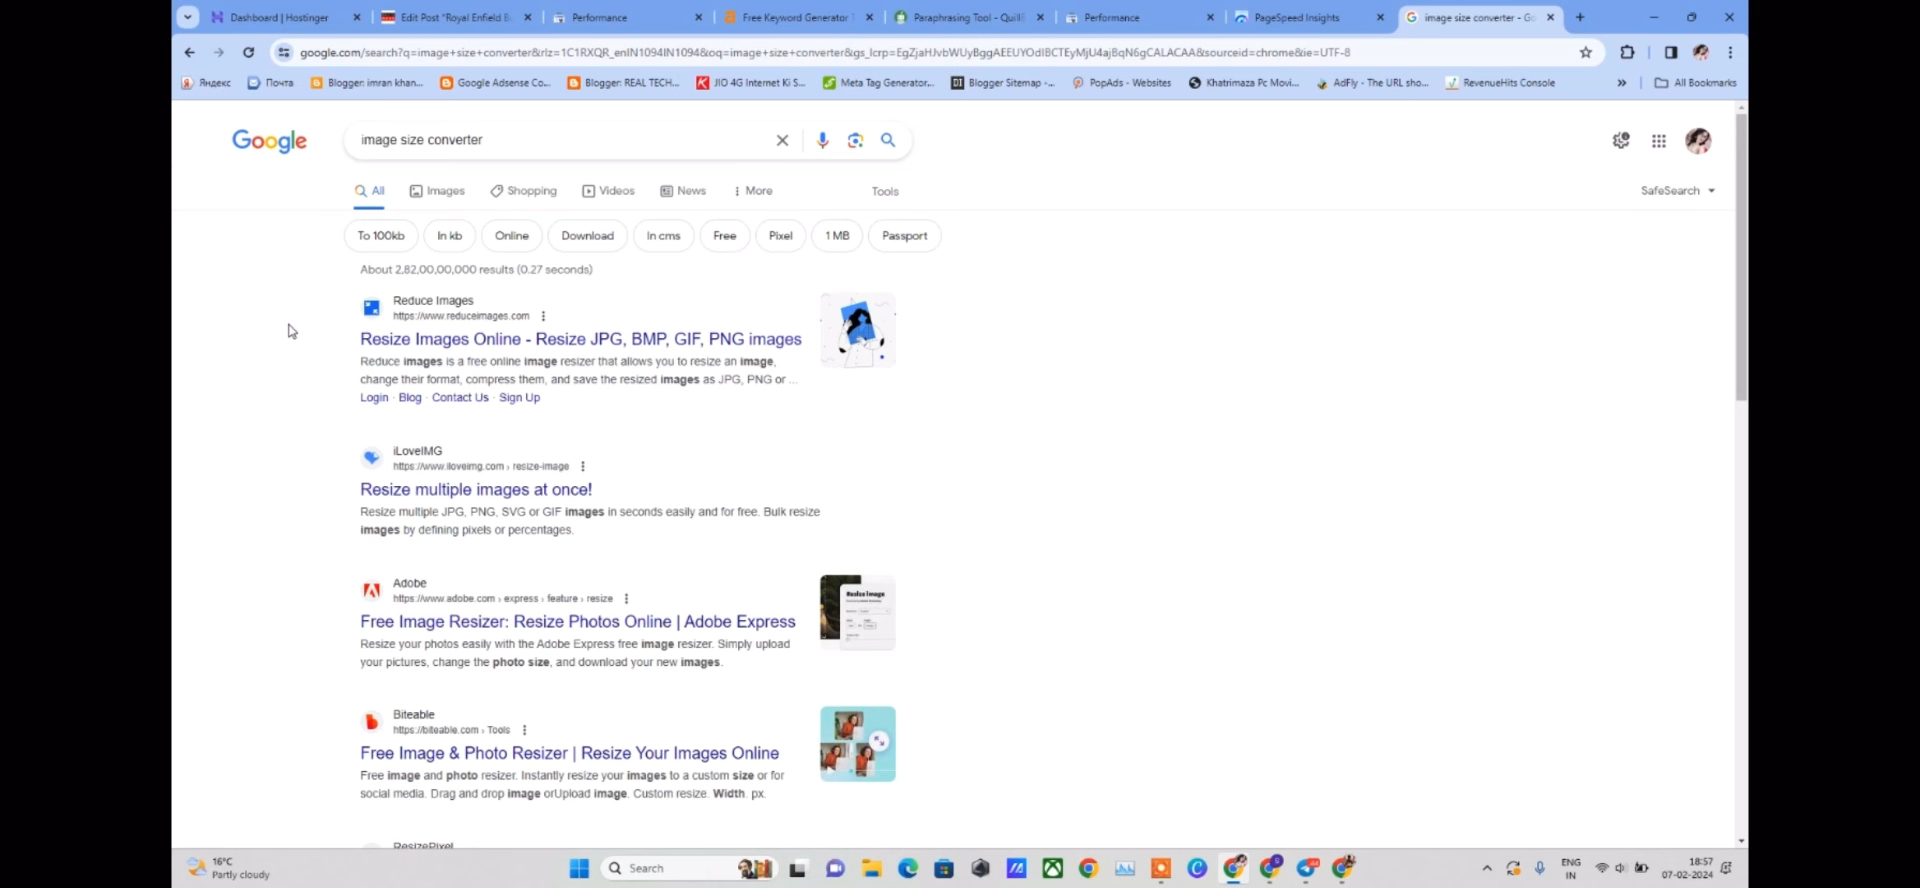 Dashboard | Hostinger
Edit Post "Royal Enfield B
Performance
Free Keyword Generator
Paraphrasing Tool - Quill
Performance
PageSpeed Insights
image size converter - Go
google.com/search?q=image+size+converter&rlz=1C1RXQR_enIN1094IN1094&oq=image+size+converter&gs_lcrp=EgZjaHJvbWUyBggAEEUYOdIBCTEyMjU4ajBqN6gCALACAA&sourceid=chrome&ie=UTF-8
Яндекс
Почта
Blogger: imran khan...
Google Adsense Co...
Blogger: REAL TECH...
JIO 4G Internet Ki S...
Meta Tag Generator...
Blogger Sitemap -...
PopAds - Websites
Khatrimaza Pc Movi...
AdFly - The URL sho...
RevenueHits Console
All Bookmarks
Google
image size converter
All
Images
Shopping
Videos
News
More
Tools
SafeSearch
To 100kb
In kb
Online
Download
In cms
Free
Pixel
1 MB
Passport
About 2,82,00,00,000 results (0.27 seconds)
Reduce Images
https://www.reduceimages.com
Resize Images Online - Resize JPG, BMP, GIF, PNG images
Reduce images is a free online image resizer that allows you to resize an image,
change their format, compress them, and save the resized images as JPG, PNG or ...
Login · Blog · Contact Us · Sign Up
iLoveIMG
https://www.iloveimg.com › resize-image
Resize multiple images at once!
Resize multiple JPG, PNG, SVG or GIF images in seconds easily and for free. Bulk resize
images by defining pixels or percentages.
Adobe
https://www.adobe.com › express › feature › resize
Free Image Resizer: Resize Photos Online | Adobe Express
Resize your photos easily with the Adobe Express free image resizer. Simply upload
your pictures, change the photo size, and download your new images.
Resize image
Biteable
https://biteable.com › Tools
Free Image & Photo Resizer | Resize Your Images Online
Free image and photo resizer. Instantly resize your images to a custom size or for
social media. Drag and drop image orUpload image. Custom resize. Width. px.
ResizePixel
16°C
Partly cloudy
Search
ENG
IN
18:57
07-02-2024